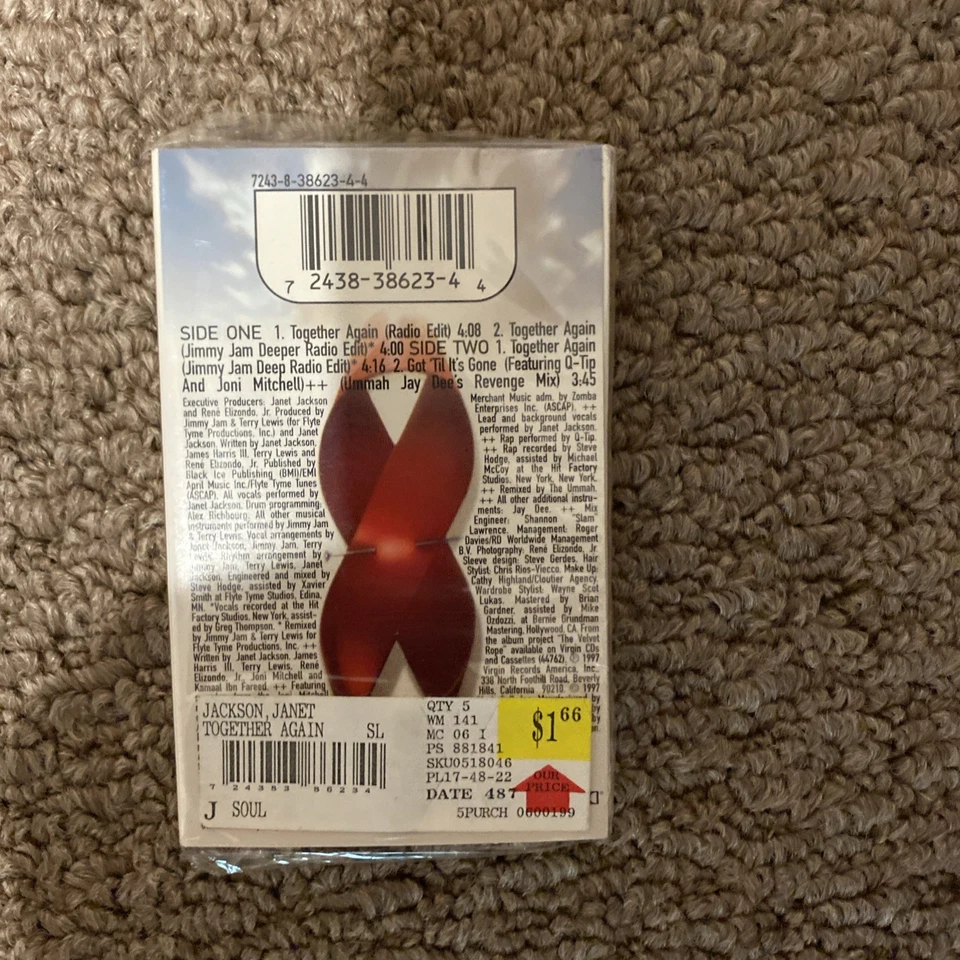 7243-8-38623-4-4
7 2438-38623-4 4
SIDE ONE 1. Together Again (Radio Edit) 4:08 2. Together Again
(Jimmy Jam Deeper Radio Edit)* 4:00 SIDE TWO 1. Together Again
(Jimmy Jam Deep Radio Edit)* 4:16 2. Got 'Til It's Gone (Featuring Q-Tip
And Joni Mitchell)++ (Ummah Jay Dee's Revenge Mix) 3:45
Executive Producers: Janet Jackson
and René Elizondo, Jr. Produced by
Jimmy Jam & Terry Lewis (for Flyte
Tyme Productions, Inc.) and Janet
Jackson. Written by Janet Jackson,
James Harris III, Terry Lewis and
René Elizondo, Jr. Published by
Black Ice Publishing (BMI)/EMI
April Music Inc./Flyte Tyme Tunes
(ASCAP). All vocals performed by
Janet Jackson. Drum programming:
Alex Richbourg. All other musical
instruments performed by Jimmy Jam
& Terry Lewis. Vocal arrangements by
Janet Jackson, Jimmy Jam, Terry
Lewis. Rhythm arrangement by
Jimmy Jam, Terry Lewis, Janet
Jackson. Engineered and mixed by
Steve Hodge, assisted by Xavier
Smith at Flyte Tyme Studios, Edina,
MN. *Vocals recorded at the Hit
Factory Studios, New York, assist-
ed by Greg Thompson. * Remixed
by Jimmy Jam & Terry Lewis for
Flyte Tyme Productions, Inc. ++
Written by Janet Jackson, James
Harris III, Terry Lewis, René
Elizondo, Jr., Joni Mitchell and
Kamaal Ibn Fareed. ++ Featuring
Merchant Music adm. by Zomba
Enterprises Inc. (ASCAP). ++
Lead and background vocals
performed by Janet Jackson.
++ Rap performed by Q-Tip.
++ Rap recorded by Steve
Hodge, assisted by Michael
McCoy at the Hit Factory
Studios, New York, New York.
++ Remixed by The Ummah.
++ All other additional instru-
ments: Jay Dee. ++ Mix
Engineer: Shannon "Slam"
Lawrence. Management: Roger
Davies/RD Worldwide Management
B.V. Photography: René Elizondo, Jr.
Sleeve design: Steve Gerdes. Hair
Stylist: Chris Rios-Viecco. Make Up:
Cathy Highland/Cloutier Agency.
Wardrobe Stylist: Wayne Scot
Lukas. Mastered by Brian
Gardner, assisted by Mike
Ozdozzi, at Bernie Grundman
Mastering, Hollywood, CA. From
the album project "The Velvet
Rope" available on Virgin CDs
and Cassettes (44762). ℗ 1997
Virgin Records America, Inc.,
338 North Foothill Road, Beverly
Hills, California 90210. © 1997
JACKSON, JANET
TOGETHER AGAIN SL
7 24383 86234 4
J SOUL
QTY 5
WM 141
MC 06 I
PS 881841
SKU0518046
PL17-48-22
DATE 487
5PURCH 0600199
$1 66
OUR
PRICE